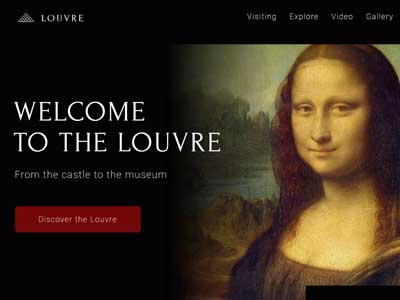 LOUVRE
Visiting Explore Video Gallery
WELCOME
TO THE LOUVRE
From the castle to the museum
Discover the Louvre